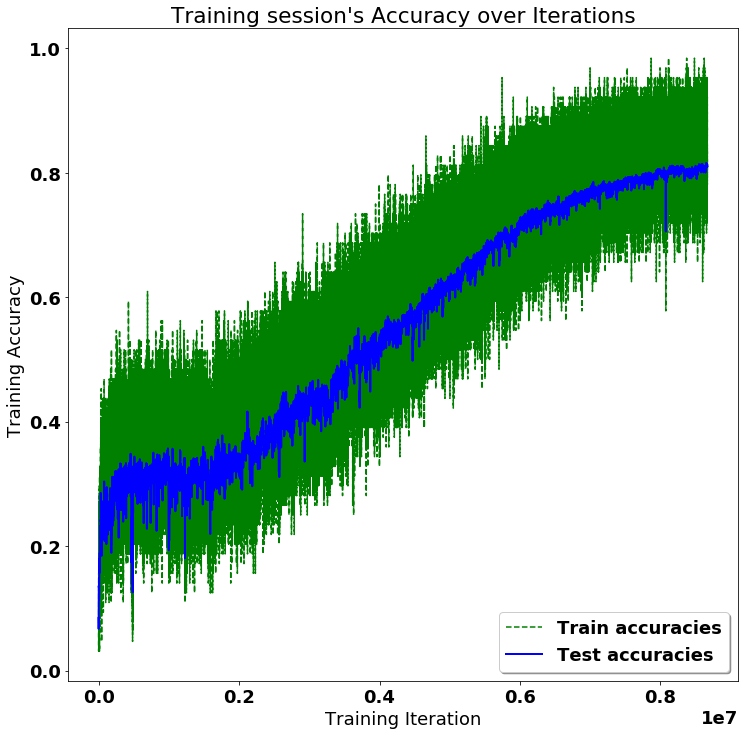 Training session's Accuracy over Iterations
Training Accuracy
1.0
0.8
0.6
0.4
0.2
0.0
Train accuracies
Test accuracies
0.0 0.2 0.4 0.6 0.8
1e7
Training Iteration